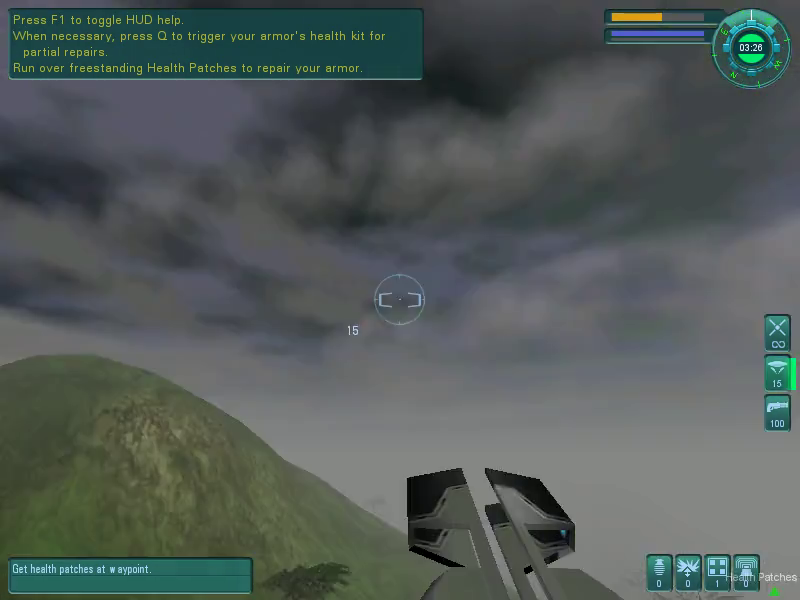 Press F1 to toggle HUD help.
When necessary, press Q to trigger your armor's health kit for
partial repairs.
Run over freestanding Health Patches to repair your armor.
E
03:26
W
N
15
∞
15
100
Get health patches at waypoint.
0
0
1
0
Health Patches